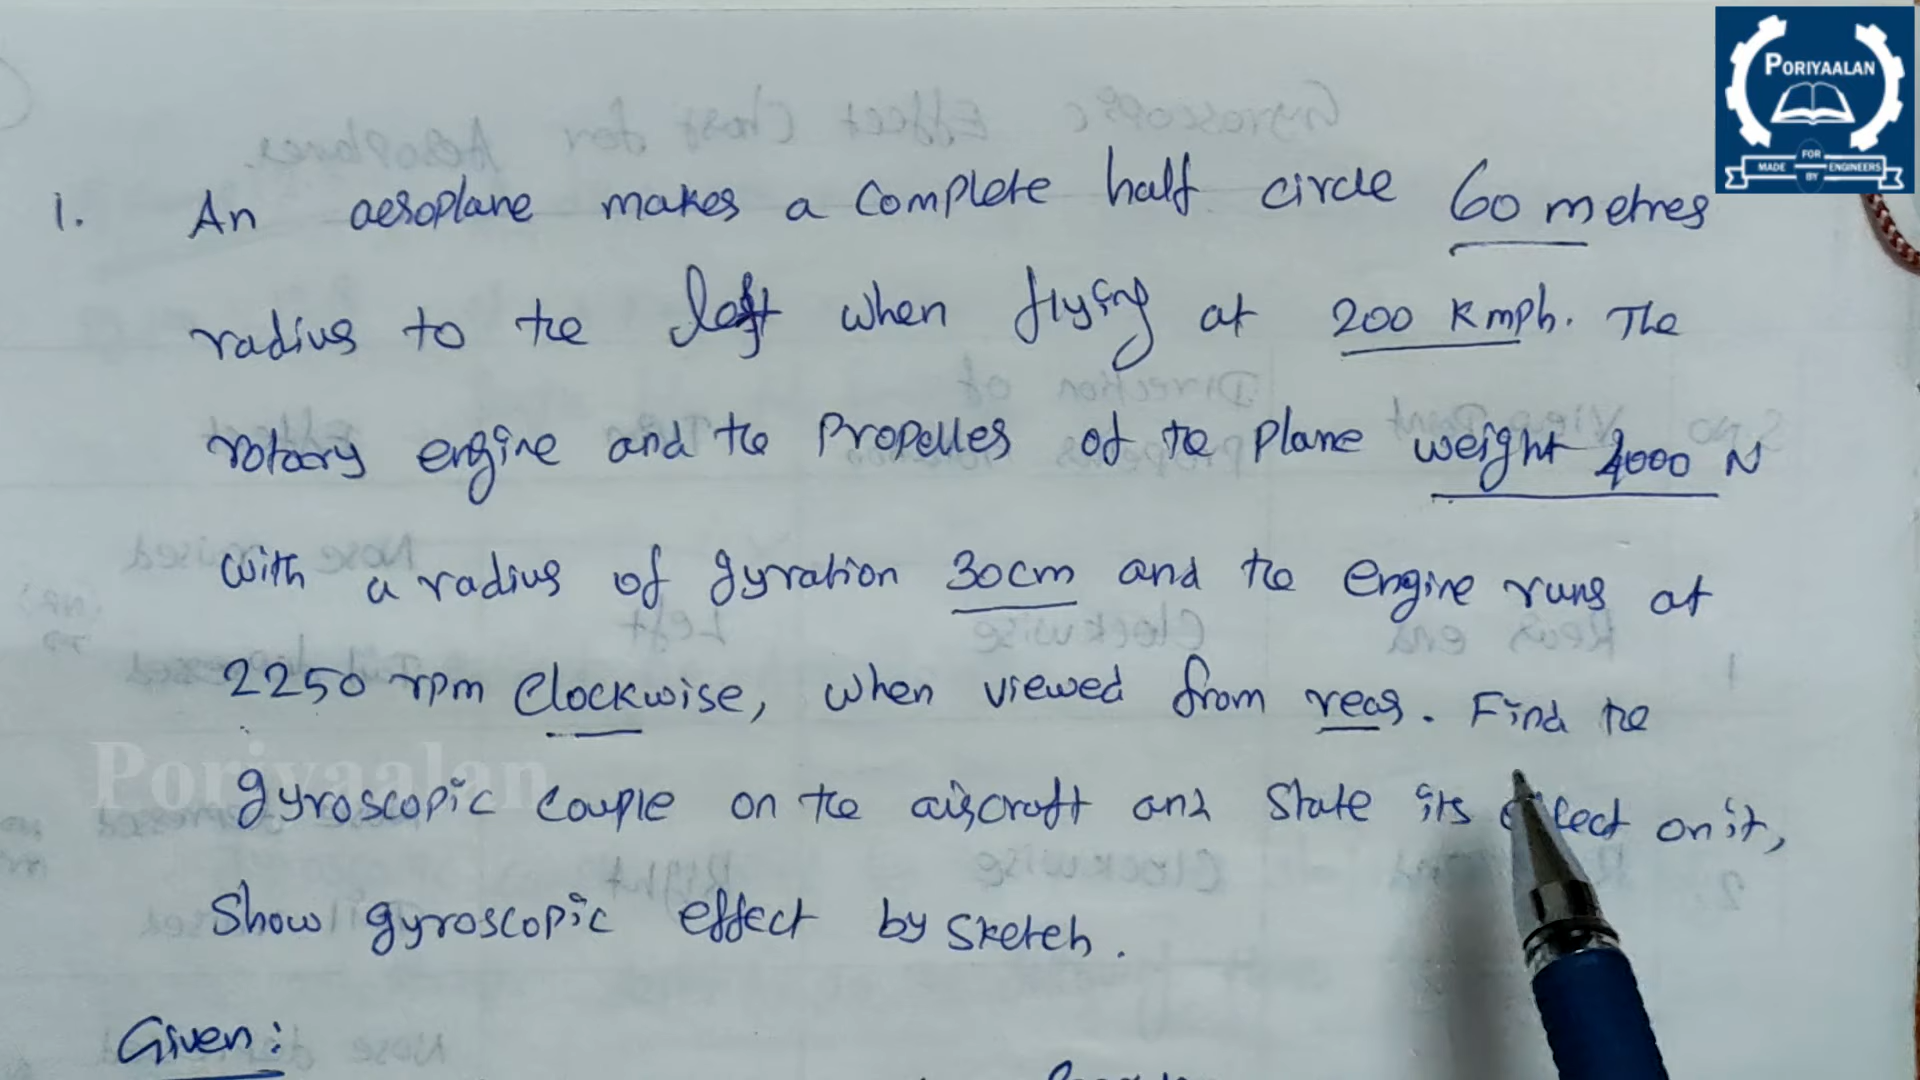 PORIYAALAN
MADE FOR ENGINEERS
BY
1. An aeroplane makes a complete half circle 60 metres
radius to the left when flying at 200 Kmph. The
rotary engine and the Propeller of the plane weight 4000 N
with a radius of gyration 30cm and the engine runs at
2250 rpm Clockwise, when viewed from rear. Find the
Poriyaalan
gyroscopic Couple on the aircraft and State its effect on it,
Show gyroscopic effect by Sketch.
Given: